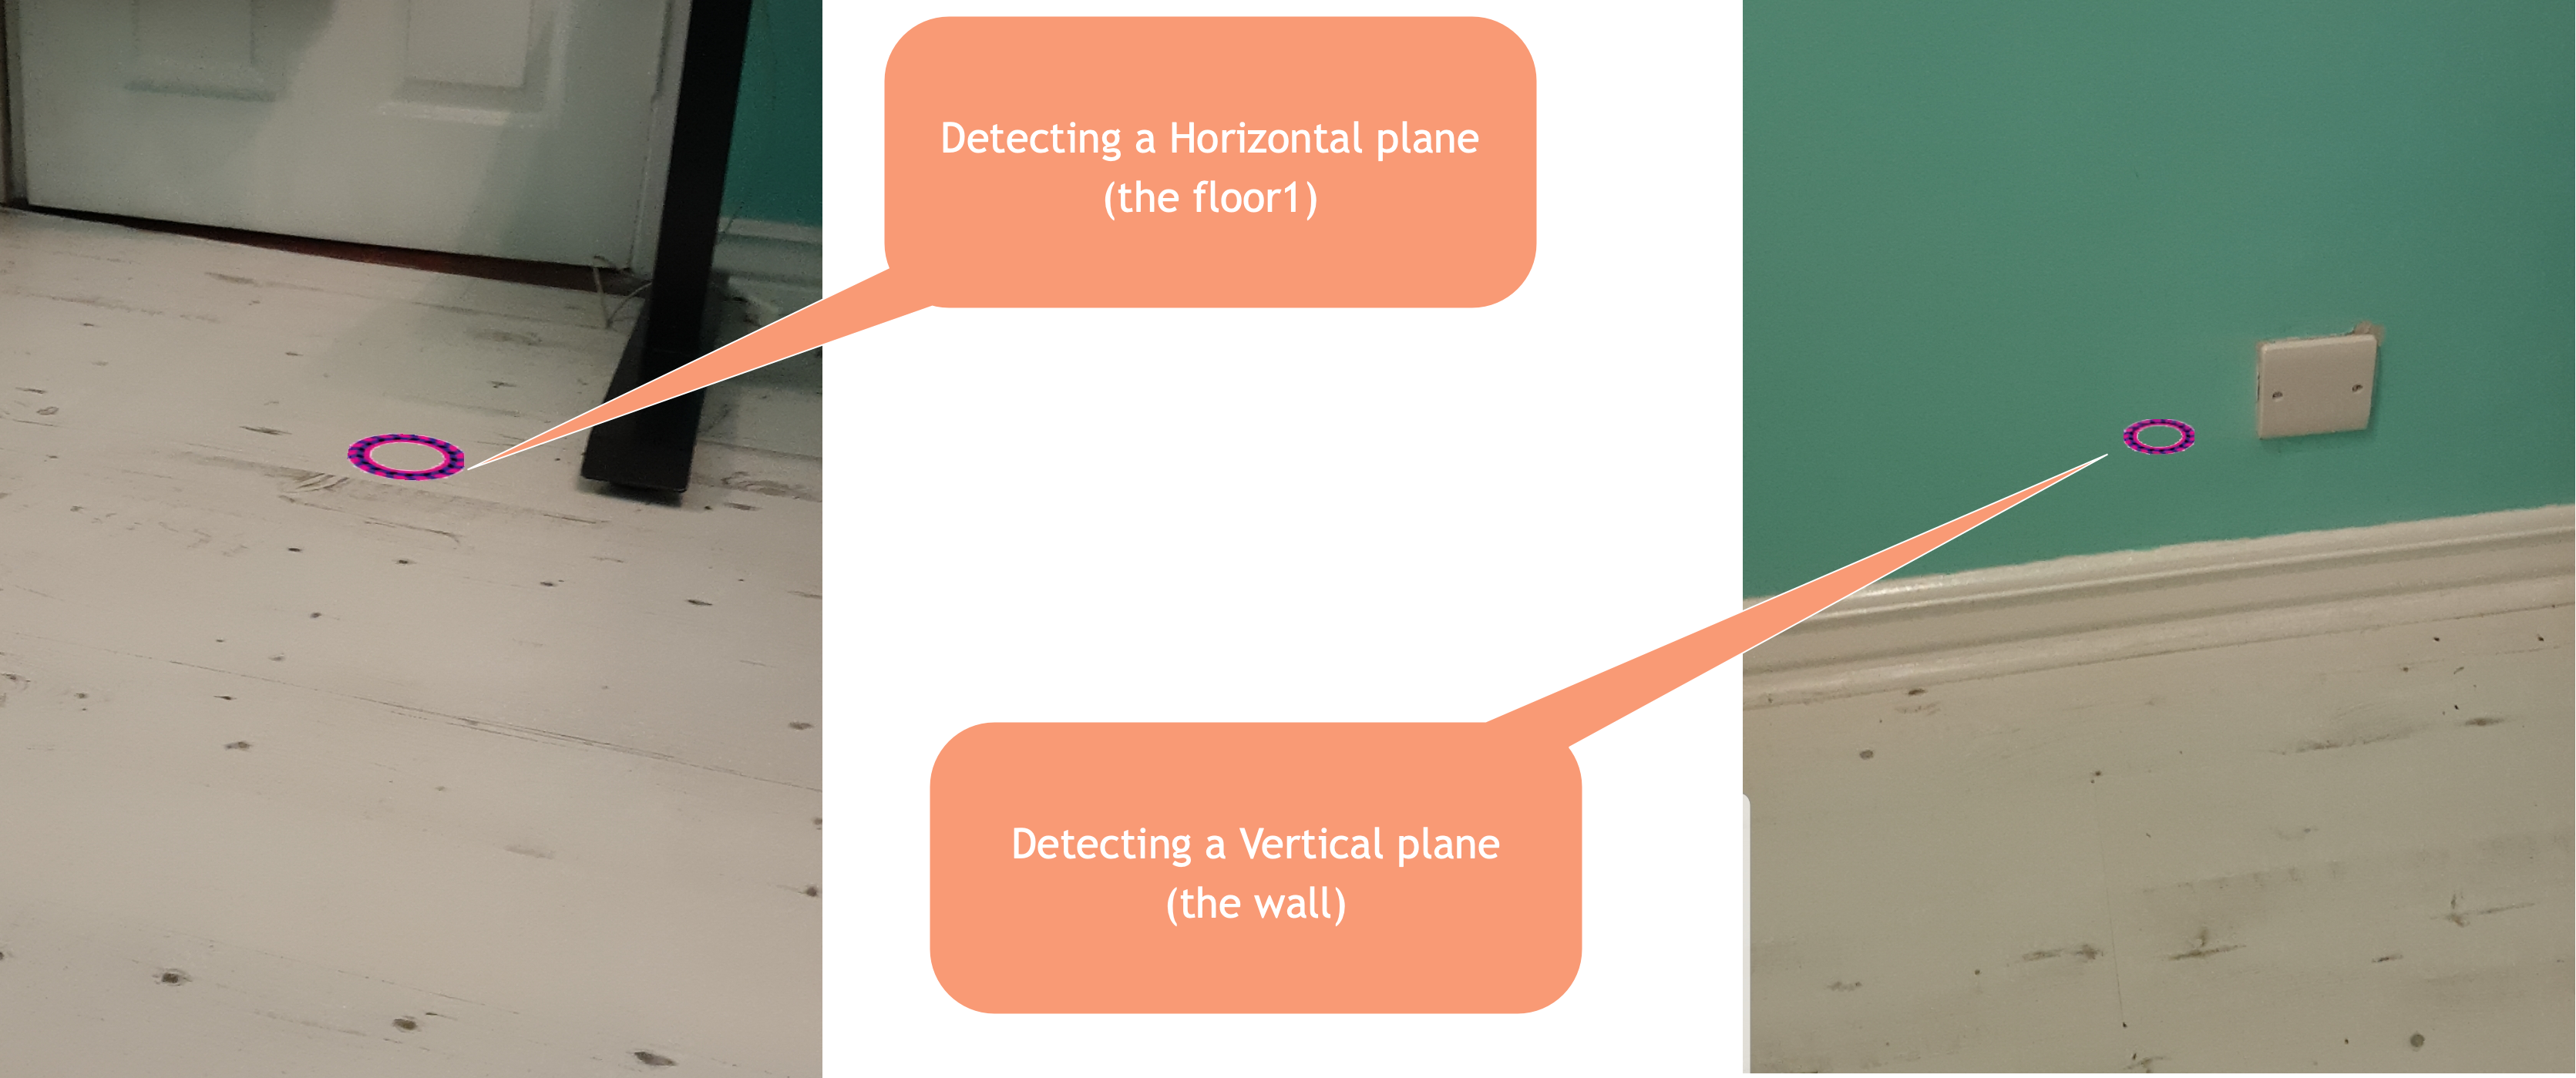 Detecting a Horizontal plane
(the floor1)
Detecting a Vertical plane
(the wall)